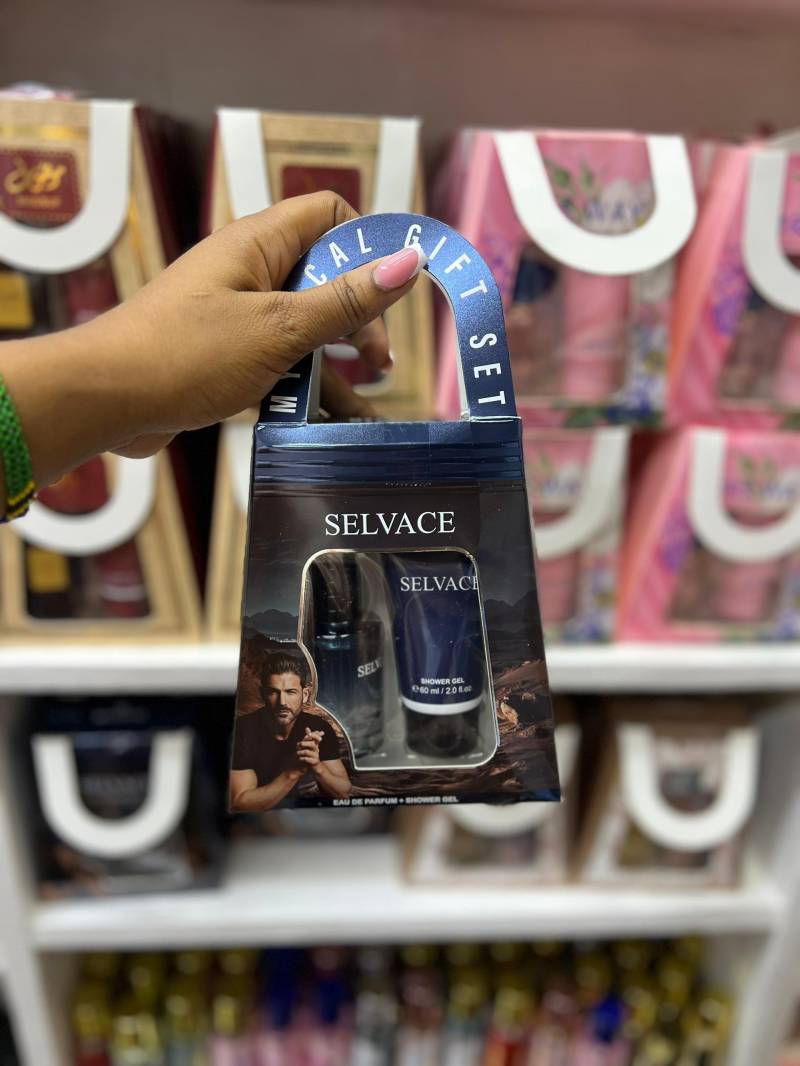 CAL GIFT SET
SELVACE
SELVACE
SELV
SHOWER GEL
e 60 ml / 2.0 fl.oz.
EAU DE PARFUM + SHOWER GEL